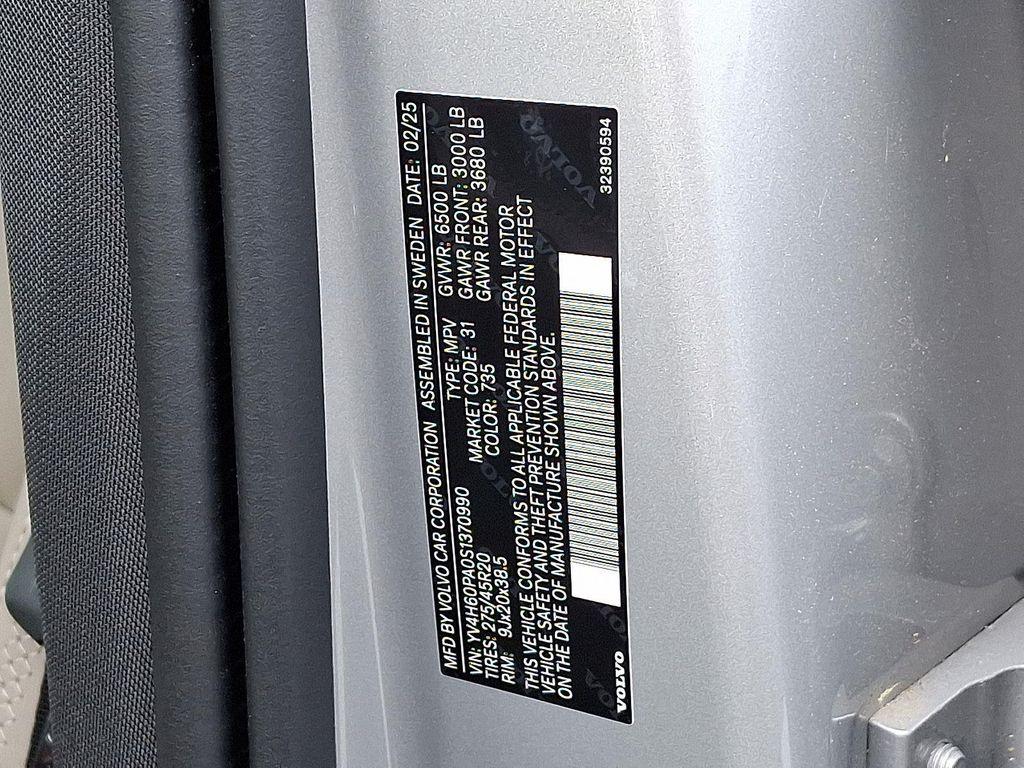 MFD BY VOLVO CAR CORPORATION ASSEMBLED IN SWEDEN DATE: 02/25
VIN: YV4H60PA0S1370990 TYPE: MPV GVWR: 6500 LB
TIRES: 275/45R20 MARKET CODE: 31 GAWR FRONT: 3000 LB
RIM: 9Jx20x38.5 COLOR: 735 GAWR REAR: 3680 LB
THIS VEHICLE CONFORMS TO ALL APPLICABLE FEDERAL MOTOR
VEHICLE SAFETY AND THEFT PREVENTION STANDARDS IN EFFECT
ON THE DATE OF MANUFACTURE SHOWN ABOVE.
VOLVO
32390594